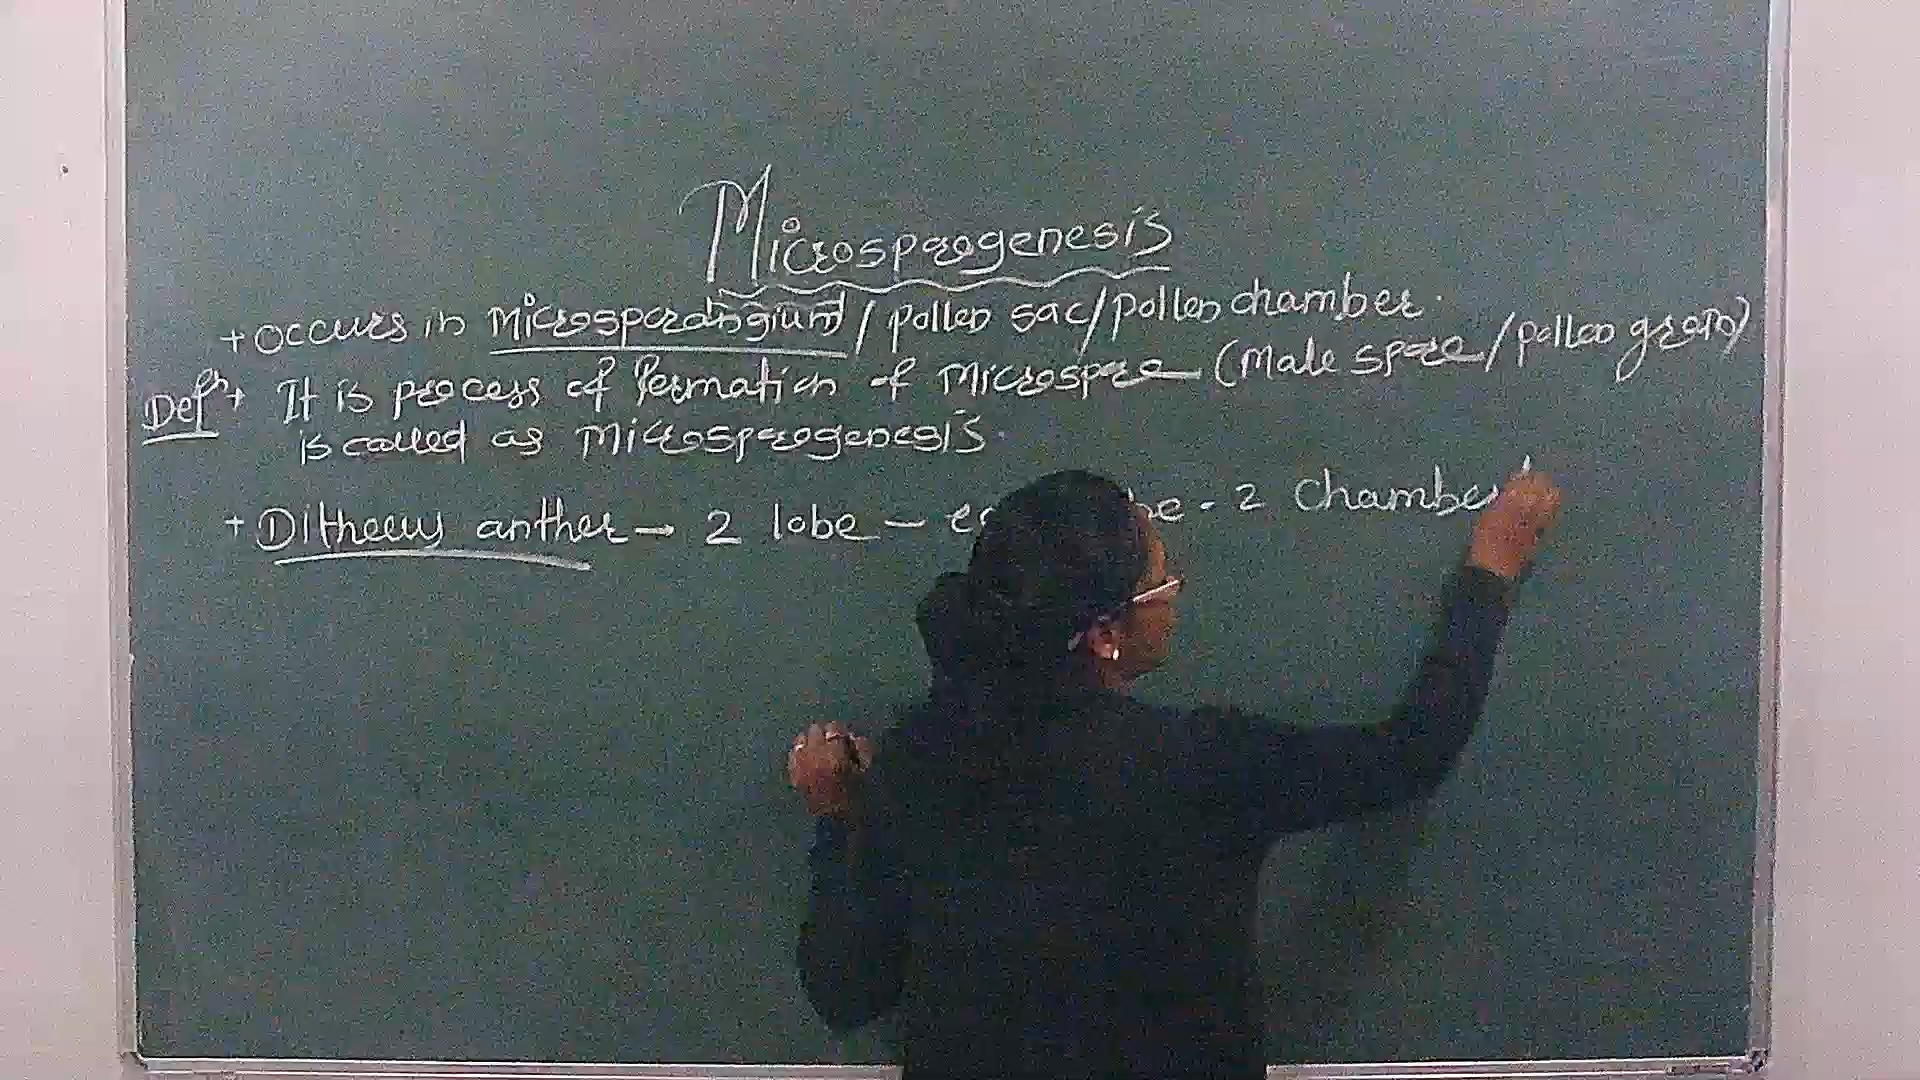 Microsporogenesis
+ occurs in Microsporangium / pollen sac / pollen chamber.
Defn + It is process of formation of Microspore (Male spore / pollen grain)
is called as Microsporogenesis.
+ Dithecus anther → 2 lobe – - 2 Chamber